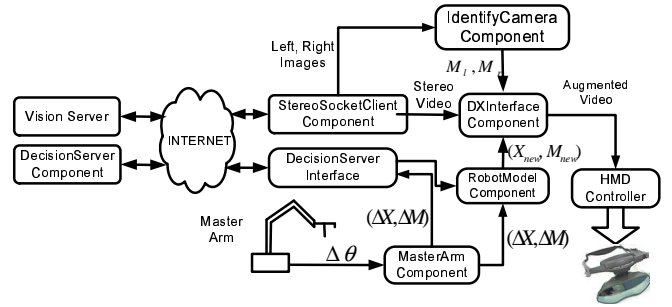 IdentifyCamera
Component
Left, Right
Images
M_l , M_r
Stereo
Video
Augmented
Video
Vision Server
StereoSocketClient
Component
DXInterface
Component
INTERNET
DecisionServer
Component
DecisionServer
Interface
(X_new, M_new)
RobotModel
Component
HMD
Controller
Master
Arm
(ΔX,ΔM)
(ΔX,ΔM)
Δ θ
MasterArm
Component